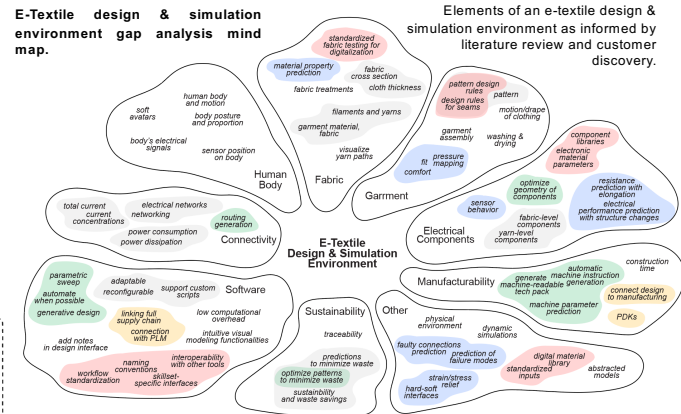 E-Textile design & simulation
environment gap analysis mind
map.
Elements of an e-textile design &
simulation environment as informed by
literature review and customer
discovery.
standardized
fabric testing for
digitalization
material property
prediction
fabric
cross section
fabric treatments
cloth thickness
filaments and yarns
garment material,
fabric
visualize
yarn paths
Fabric
human body
and motion
soft
avatars
body posture
and proportion
body's electrical
signals
sensor position
on body
Human
Body
pattern design
rules
pattern
design rules
for seams
motion/drape
of clothing
garment
assembly
washing &
drying
fit
pressure
mapping
comfort
Garrment
component
libraries
electronic
material
parameters
optimize
geometry of
components
resistance
prediction with
elongation
electrical
performance prediction
with structure changes
sensor
behavior
fabric-level
components
yarn-level
components
Electrical
Components
total current
electrical networks
current
concentrations
networking
routing
generation
power consumption
power dissipation
Connectivity
E-Textile
Design & Simulation
Environment
Manufacturability
automatic
machine instruction
generation
construction
time
generate
machine-readable
tech pack
connect design
to manufacturing
machine parameter
prediction
PDKs
parametric
sweep
adaptable
Software
reconfigurable
support custom
scripts
automate
when possible
generative design
linking full
supply chain
low computational
overhead
connection
with PLM
intuitive visual
modeling functionalities
add notes
in design interface
naming
conventions
interoperability
with other tools
workflow
standardization
skillset-
specific interfaces
Sustainability
traceability
predictions
to minimize waste
optimize patterns
to minimize waste
sustainbility
and waste savings
Other
physical
environment
dynamic
simulations
faulty connections
prediction
prediction of
failure modes
digital material
library
standardized
inputs
abstracted
models
strain/stress
relief
hard-soft
interfaces